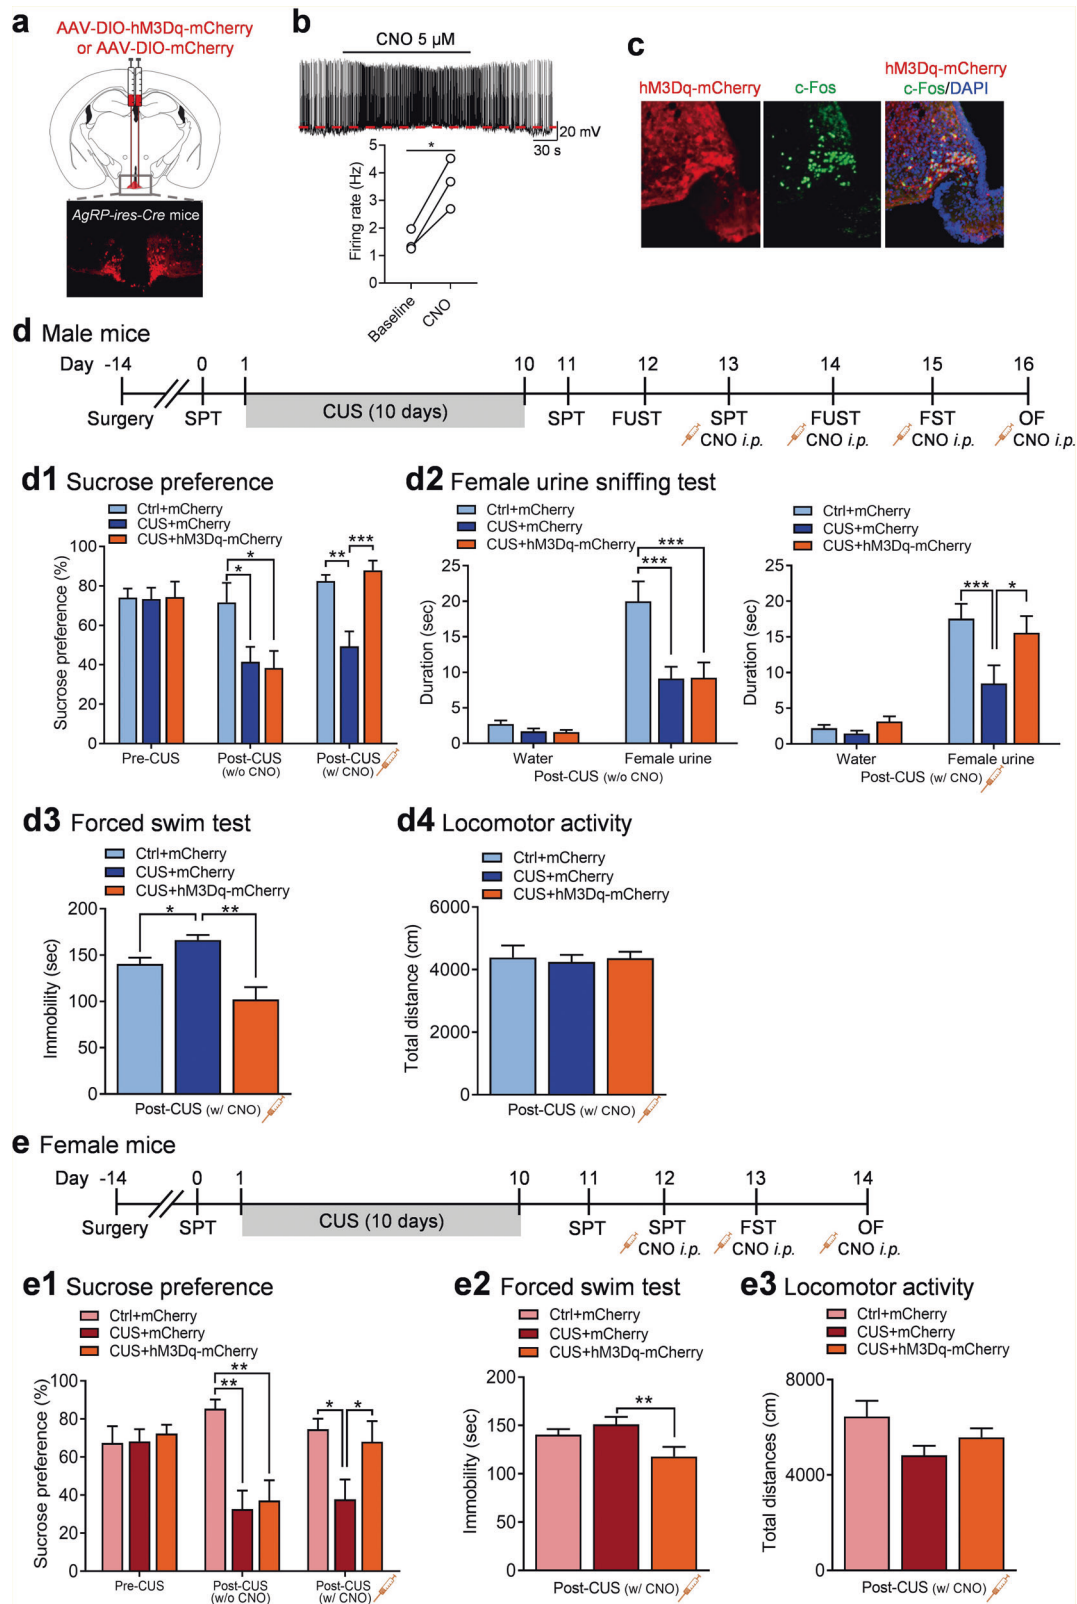 a
AAV-DIO-hM3Dq-mCherry
or AAV-DIO-mCherry
AgRP-ires-Cre mice
b
CNO 5 µM
20 mV
30 s
Firing rate (Hz)
5
4
3
2
1
0
*
Baseline
CNO
c
hM3Dq-mCherry
c-Fos
hM3Dq-mCherry
c-Fos/DAPI
d Male mice
Day -14 0 1 10 11 12 13 14 15 16
Surgery SPT CUS (10 days) SPT FUST SPT FUST FST OF
CNO i.p. CNO i.p. CNO i.p. CNO i.p.
d1 Sucrose preference
Ctrl+mCherry
CUS+mCherry
CUS+hM3Dq-mCherry
Sucrose preference (%)
100
80
60
40
20
0
* * ** ***
Pre-CUS Post-CUS Post-CUS
(w/o CNO) (w/ CNO)
d2 Female urine sniffing test
Ctrl+mCherry
CUS+mCherry
CUS+hM3Dq-mCherry
Duration (sec)
25
20
15
10
5
0
***
***
Water Female urine
Post-CUS (w/o CNO)
Ctrl+mCherry
CUS+mCherry
CUS+hM3Dq-mCherry
Duration (sec)
25
20
15
10
5
0
*** *
Water Female urine
Post-CUS (w/ CNO)
d3 Forced swim test
Ctrl+mCherry
CUS+mCherry
CUS+hM3Dq-mCherry
Immobility (sec)
200
150
100
50
0
* **
Post-CUS (w/ CNO)
d4 Locomotor activity
Ctrl+mCherry
CUS+mCherry
CUS+hM3Dq-mCherry
Total distance (cm)
6000
4000
2000
0
Post-CUS (w/ CNO)
e Female mice
Day -14 0 1 10 11 12 13 14
Surgery SPT CUS (10 days) SPT SPT FST OF
CNO i.p. CNO i.p. CNO i.p.
e1 Sucrose preference
Ctrl+mCherry
CUS+mCherry
CUS+hM3Dq-mCherry
Sucrose preference (%)
100
80
60
40
20
0
**
** * *
Pre-CUS Post-CUS Post-CUS
(w/o CNO) (w/ CNO)
e2 Forced swim test
Ctrl+mCherry
CUS+mCherry
CUS+hM3Dq-mCherry
Immobility (sec)
200
150
100
50
0
**
Post-CUS (w/ CNO)
e3 Locomotor activity
Ctrl+mCherry
CUS+mCherry
CUS+hM3Dq-mCherry
Total distances (cm)
8000
4000
0
Post-CUS (w/ CNO)